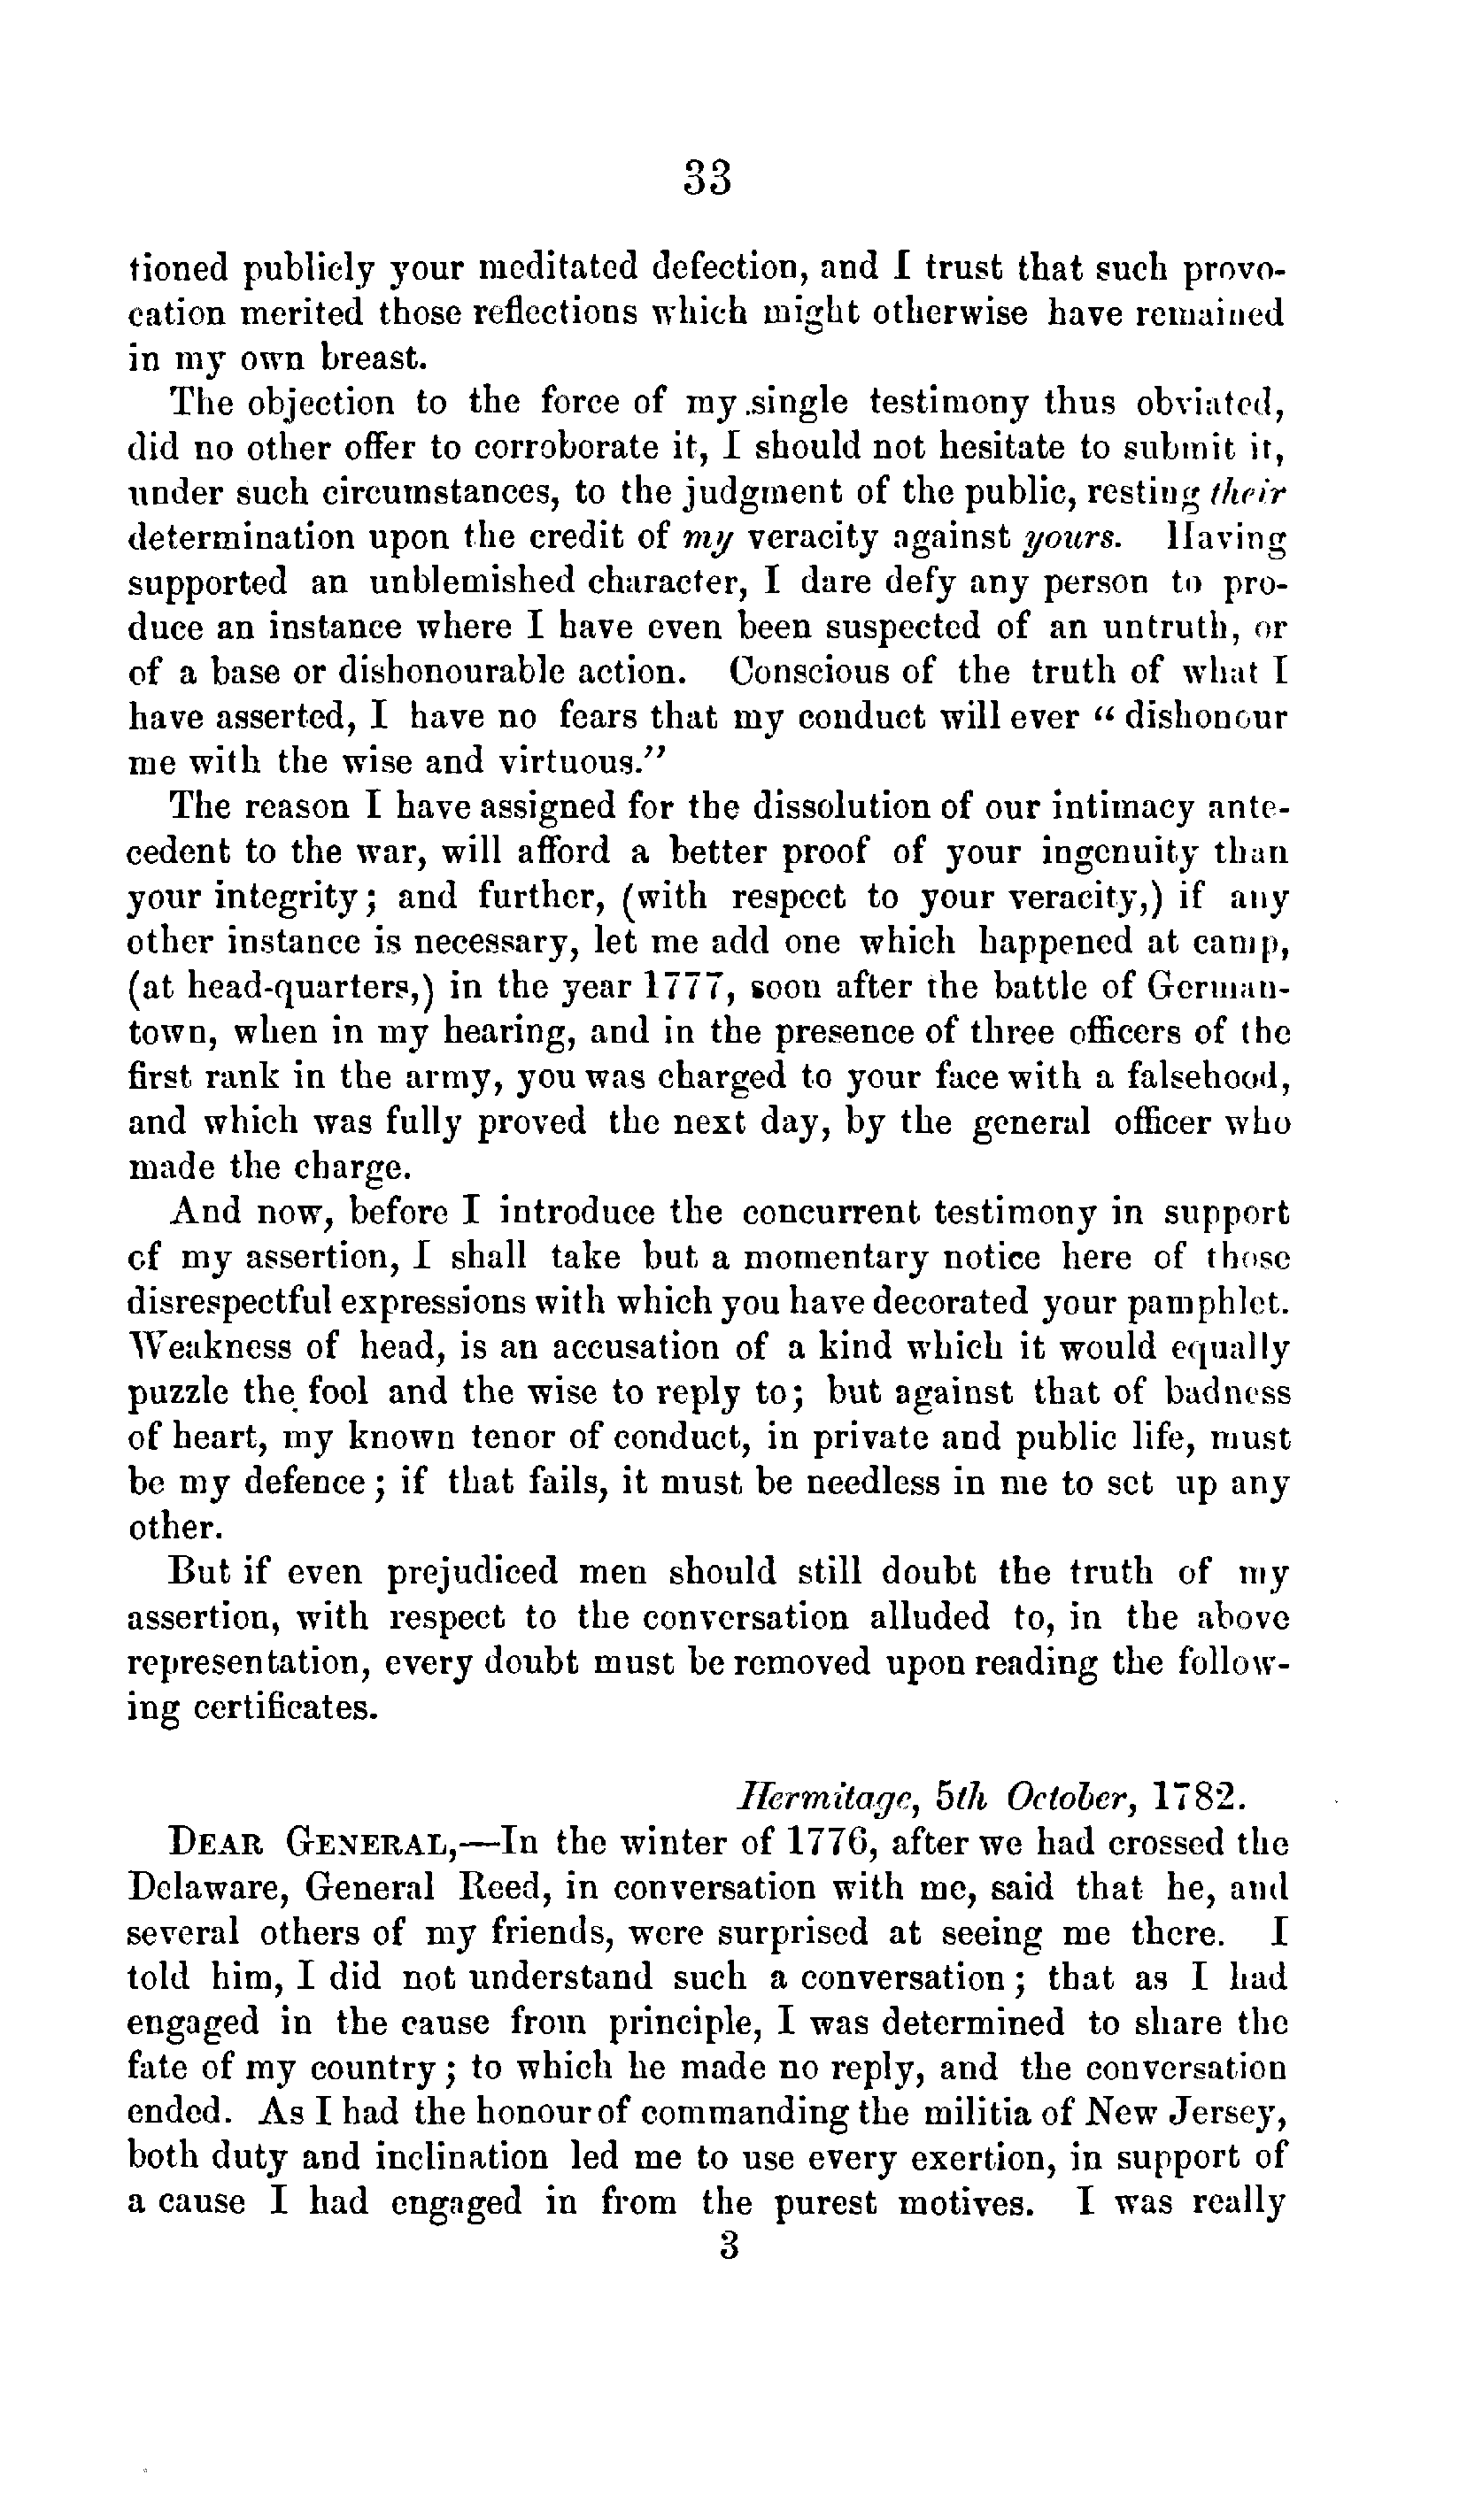 33
tioned publicly your meditated defection, and I trust that such provo-
cation merited those reflections which might otherwise have remained
in my own breast.
The objection to the force of my single testimony thus obviated,
did no other offer to corroborate it, I should not hesitate to submit it,
under such circumstances, to the judgment of the public, resting their
determination upon the credit of my veracity against yours. Having
supported an unblemished character, I dare defy any person to pro-
duce an instance where I have even been suspected of an untruth, or
of a base or dishonourable action. Conscious of the truth of what I
have asserted, I have no fears that my conduct will ever " dishonour
me with the wise and virtuous."
The reason I have assigned for the dissolution of our intimacy ante-
cedent to the war, will afford a better proof of your ingenuity than
your integrity; and further, (with respect to your veracity,) if any
other instance is necessary, let me add one which happened at camp,
(at head-quarters,) in the year 1777, soon after the battle of German-
town, when in my hearing, and in the presence of three officers of the
first rank in the army, you was charged to your face with a falsehood,
and which was fully proved the next day, by the general officer who
made the charge.
And now, before I introduce the concurrent testimony in support
of my assertion, I shall take but a momentary notice here of those
disrespectful expressions with which you have decorated your pamphlet.
Weakness of head, is an accusation of a kind which it would equally
puzzle the fool and the wise to reply to; but against that of badness
of heart, my known tenor of conduct, in private and public life, must
be my defence; if that fails, it must be needless in me to set up any
other.
But if even prejudiced men should still doubt the truth of my
assertion, with respect to the conversation alluded to, in the above
representation, every doubt must be removed upon reading the follow-
ing certificates.
Hermitage, 5th October, 1782.
DEAR GENERAL,—In the winter of 1776, after we had crossed the
Delaware, General Reed, in conversation with me, said that he, and
several others of my friends, were surprised at seeing me there. I
told him, I did not understand such a conversation; that as I had
engaged in the cause from principle, I was determined to share the
fate of my country; to which he made no reply, and the conversation
ended. As I had the honour of commanding the militia of New Jersey,
both duty and inclination led me to use every exertion, in support of
a cause I had engaged in from the purest motives. I was really
3